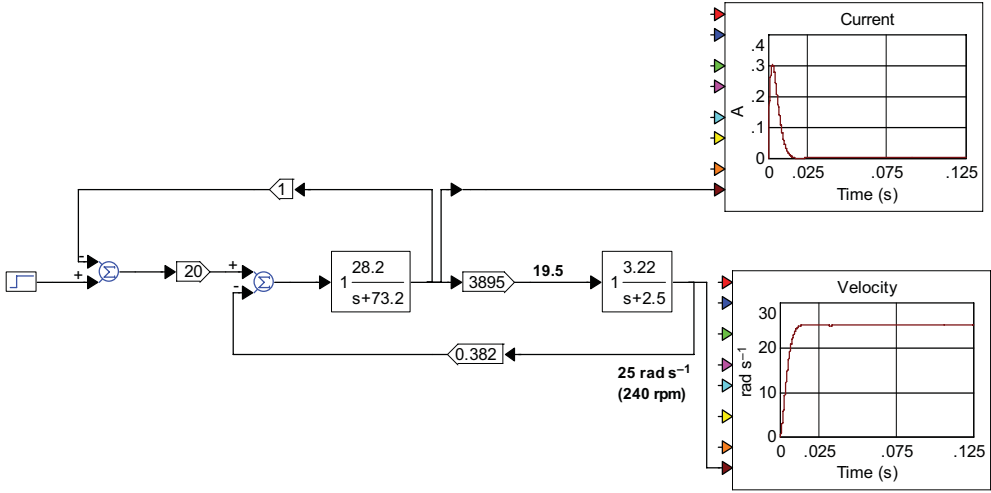 Current
.4
.3
.2
.1
0
A
0 .025 .075 .125
Time (s)
1
-
+
Σ
20
+
-
Σ
1 28.2
s+73.2
3895
19.5
1 3.22
s+2.5
0.382
25 rad s⁻¹
(240 rpm)
Velocity
30
20
10
0
rad s⁻¹
0 .025 .075 .125
Time (s)